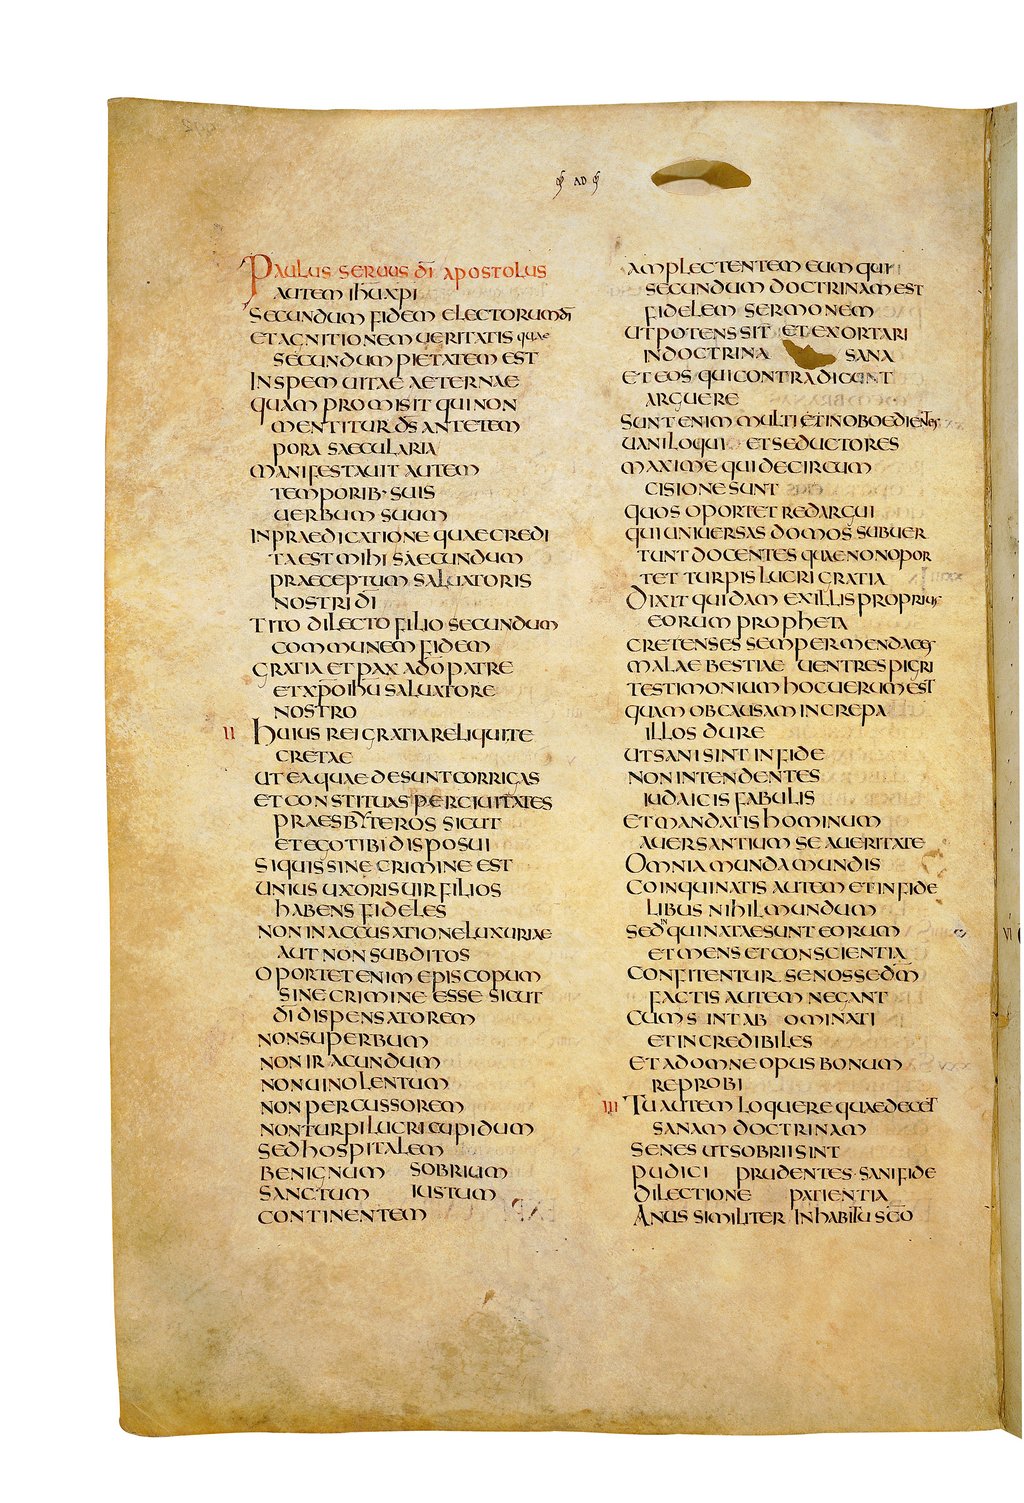 AD
PAULUS SERUUS D̄I APOSTOLUS
AUTEM IHŪ XP̄I
SECUNDUM FIDEM ELECTORUM D̄I
ET AGNITIONEM UERITATIS QUAE
SECUNDUM PIETATEM EST
IN SPEM UITAE AETERNAE
QUAM PROMISIT QUI NON
MENTITUR D̄S ANTE TEM
PORA SAECULARIA
MANIFESTAUIT AUTEM
TEMPORIB· SUIS
UERBUM SUUM
IN PRAEDICATIONE QUAE CREDI
TA EST MIHI SAECUNDUM
PRAECEPTUM SALUATORIS
NOSTRI D̄I
TITO DILECTO FILIO SECUNDUM
COMMUNEM FIDEM
GRATIA ET PAX A D̄O PATRE
ET XP̄O IHŪ SALUATORE
NOSTRO
II HUIUS REI GRATIA RELIQUI TE
CRETAE
UT EA QUAE DESUNT CORRIGAS
ET CONSTITUAS PER CIUITATES
PRAESBYTEROS SICUT
ET EGO TIBI DISPOSUI
SI QUIS SINE CRIMINE EST
UNIUS UXORIS UIR FILIOS
HABENS FIDELES
NON IN ACCUSATIONE LUXURIAE
AUT NON SUBDITOS
OPORTET ENIM EPISCOPUM
SINE CRIMINE ESSE SICUT
D̄I DISPENSATOREM
NON SUPERBUM
NON IRACUNDUM
NON UINOLENTUM
NON PERCUSSOREM
NON TURPILUCRI CUPIDUM
SED HOSPITALEM
BENIGNUM SOBRIUM
SANCTUM IUSTUM
CONTINENTEM
AMPLECTENTEM EUM QUI
SECUNDUM DOCTRINAM EST
FIDELEM SERMONEM
UT POTENS SIT ET EXORTARI
IN DOCTRINA SANA
ET EOS QUI CONTRADICUNT
ARGUERE
SUNT ENIM MULTI ET INOBOEDIENTES
UANILOQUI ET SEDUCTORES
MAXIME QUI DE CIRCUM
CISIONE SUNT
QUOS OPORTET REDARGUI
QUI UNIUERSAS DOMOS SUBUER
TUNT DOCENTES QUAE NON OPOR
TET TURPIS LUCRI GRATIA
DIXIT QUIDAM EX ILLIS PROPRIUS
EORUM PROPHETA
CRETENSES SEMPER MENDACES
MALAE BESTIAE UENTRES PIGRI
TESTIMONIUM HOC UERUM EST
QUAM OB CAUSAM INCREPA
ILLOS DURE
UT SANI SINT IN FIDE
NON INTENDENTES
IUDAICIS FABULIS
ET MANDATIS HOMINUM
AUERSANTIUM SE A UERITATE
OMNIA MUNDA MUNDIS
COINQUINATIS AUTEM ET INFIDE
LIBUS NIHIL MUNDUM
SED INQUINATAE SUNT EORUM
ET MENS ET CONSCIENTIA
CONFITENTUR SE NOSSE D̄M
FACTIS AUTEM NEGANT
CUM SINT ABOMINATI
ET INCREDIBILES
ET AD OMNE OPUS BONUM
REPROBI
III TU AUTEM LOQUERE QUAE DECET
SANAM DOCTRINAM
SENES UT SOBRII SINT
PUDICI PRUDENTES· SANI FIDE
DILECTIONE PATIENTIA
ANUS SIMILITER IN HABITU SC̄O
VI